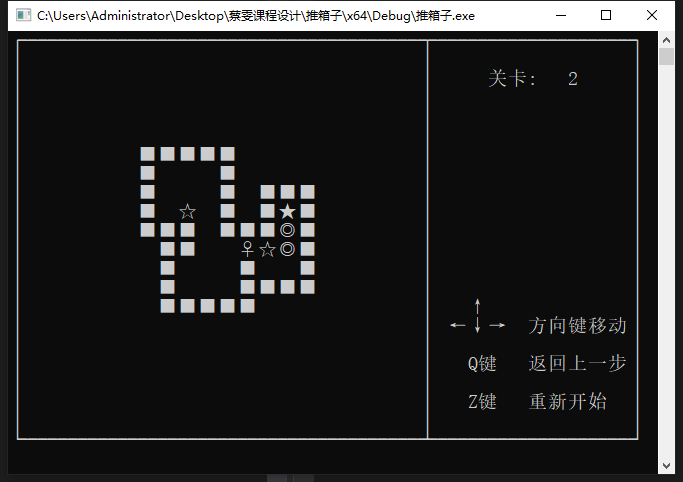 C:\Users\Administrator\Desktop\蔡雯课程设计\推箱子\x64\Debug\推箱子.exe
关卡: 2
↑
←↓→ 方向键移动
Q键 返回上一步
Z键 重新开始